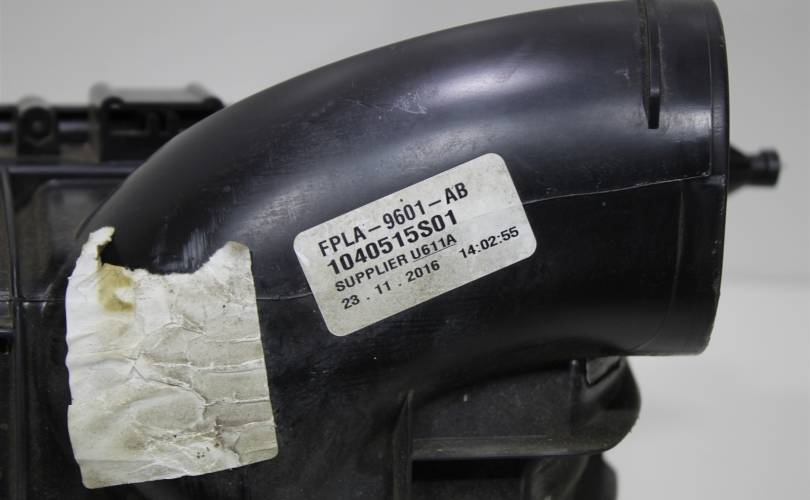 FPLA-9601-AB
1040515S01
SUPPLIER U611A
23.11.2016 14:02:55